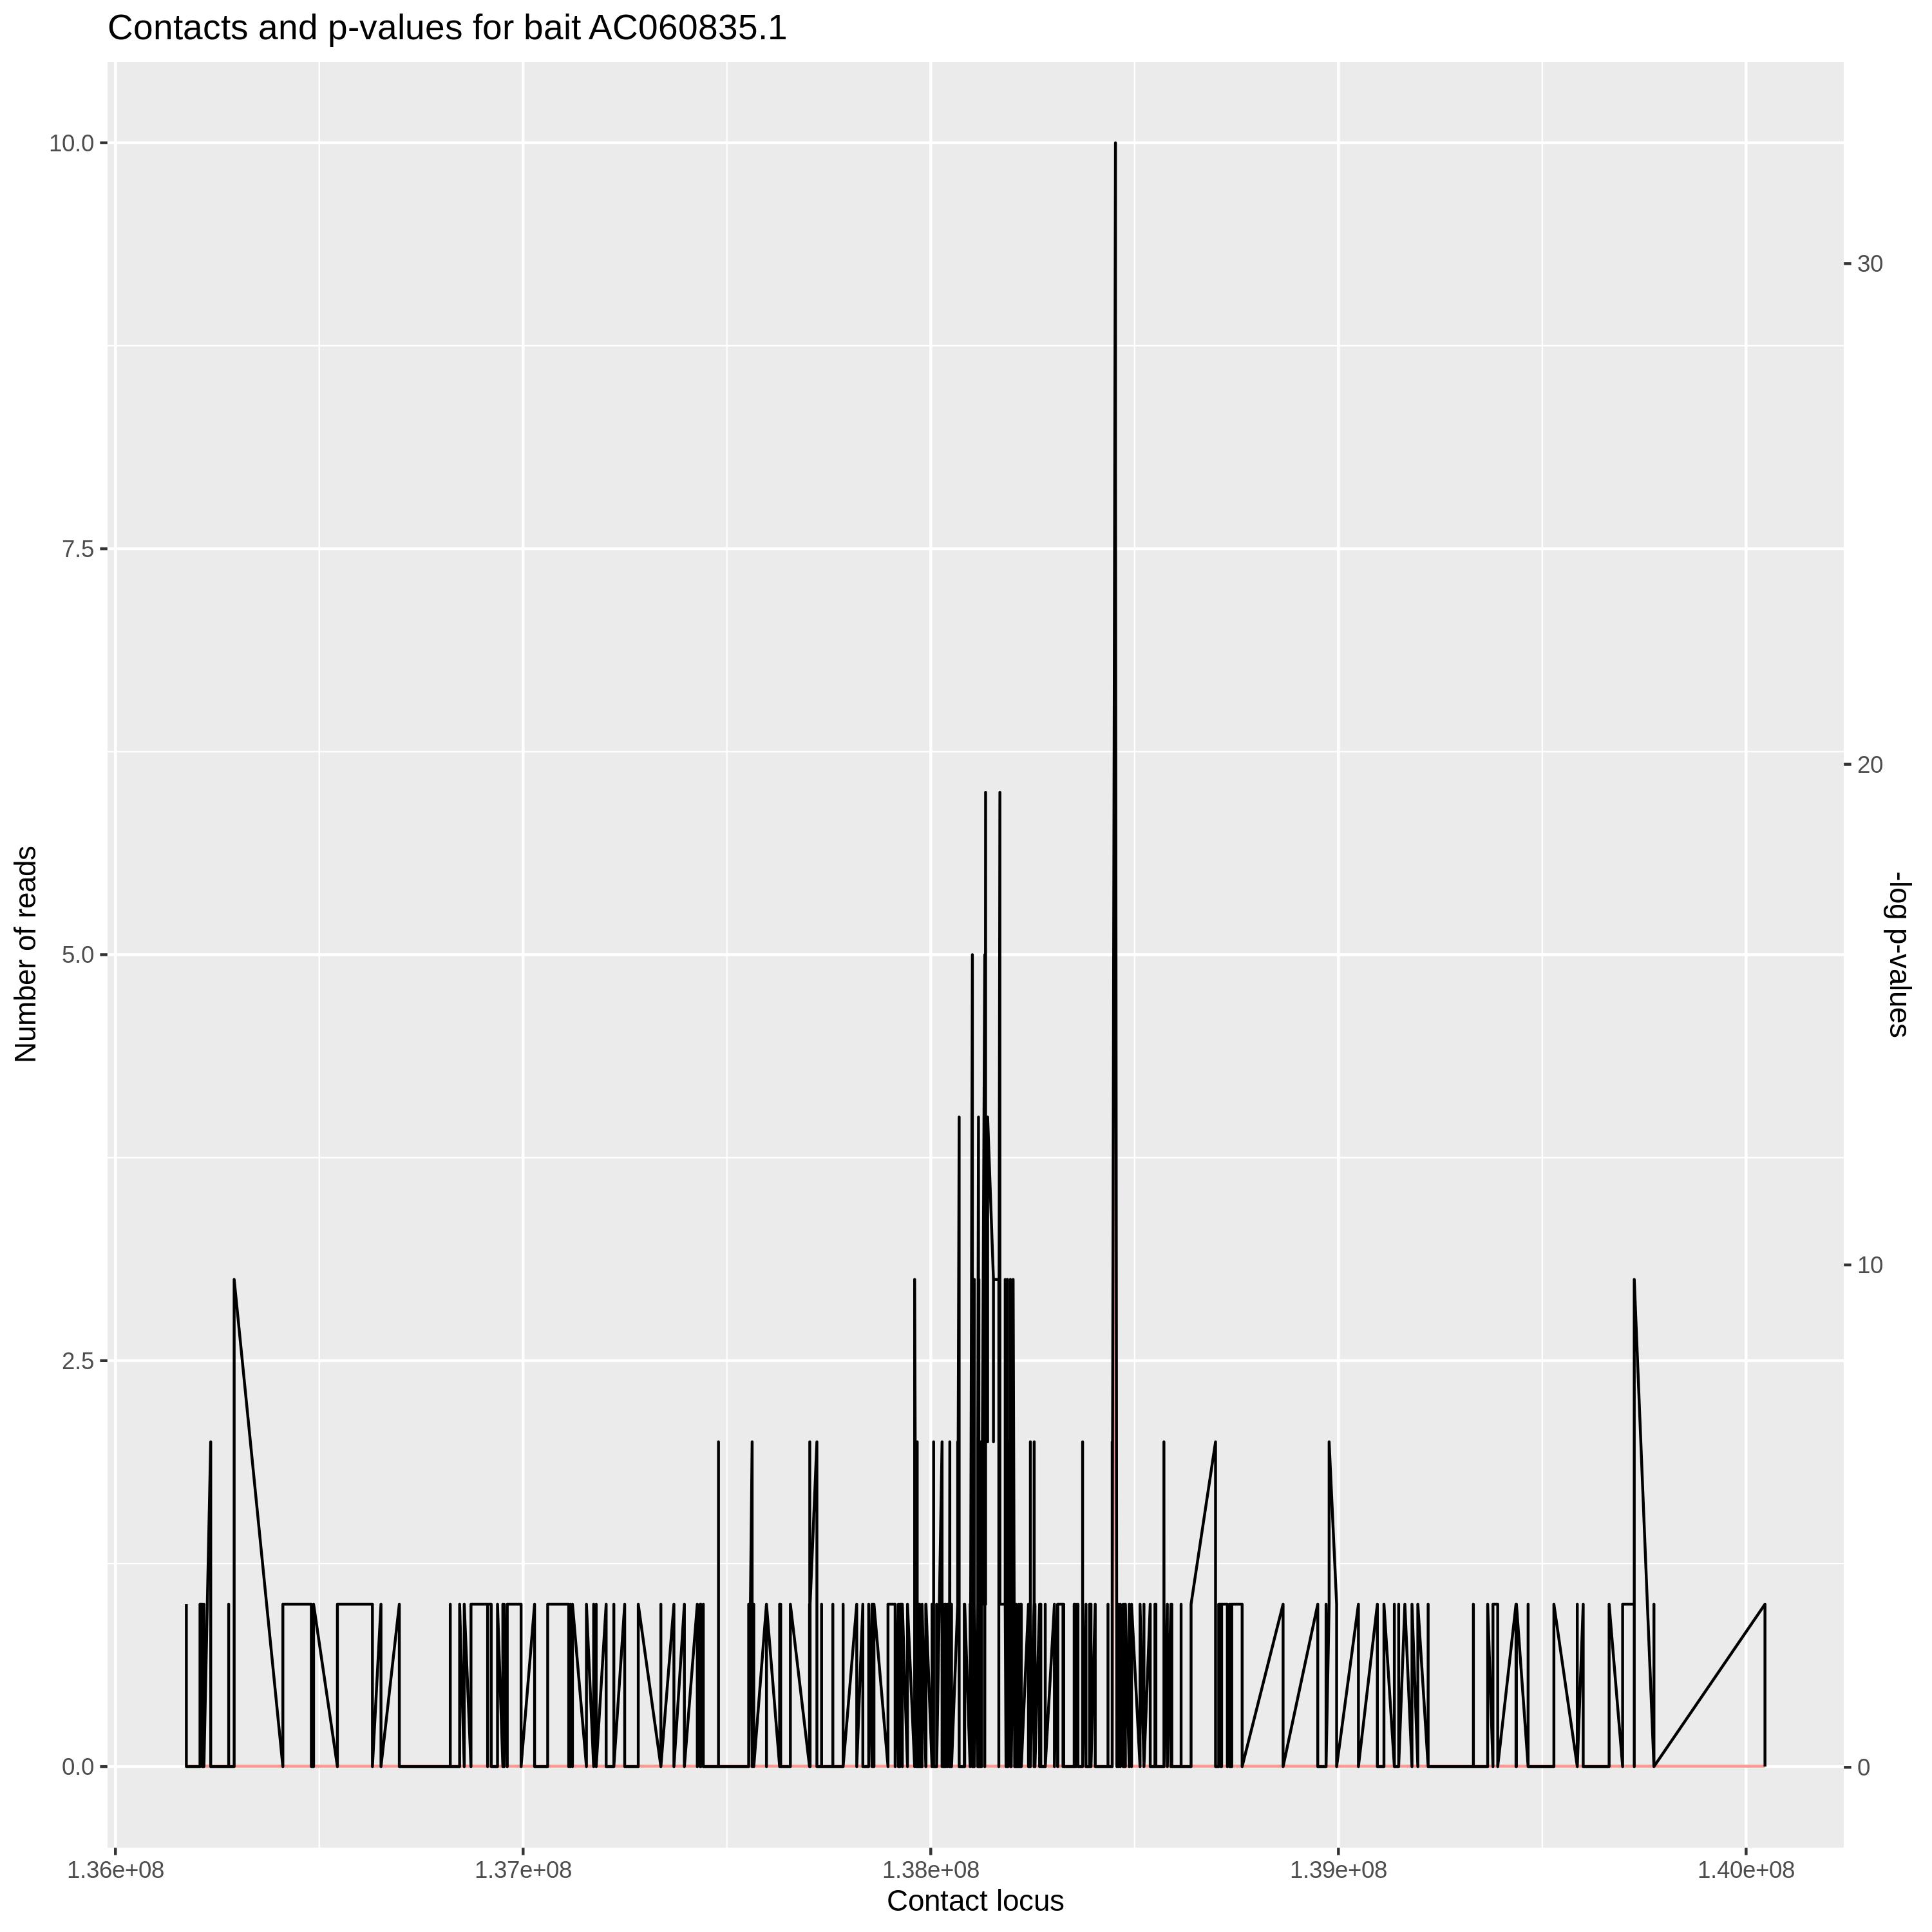 Contacts and p-values for bait AC060835.1
10.0
7.5
5.0
2.5
0.0
Number of reads
30
20
10
0
-log p-values
1.36e+08
1.37e+08
1.38e+08
1.39e+08
1.40e+08
Contact locus